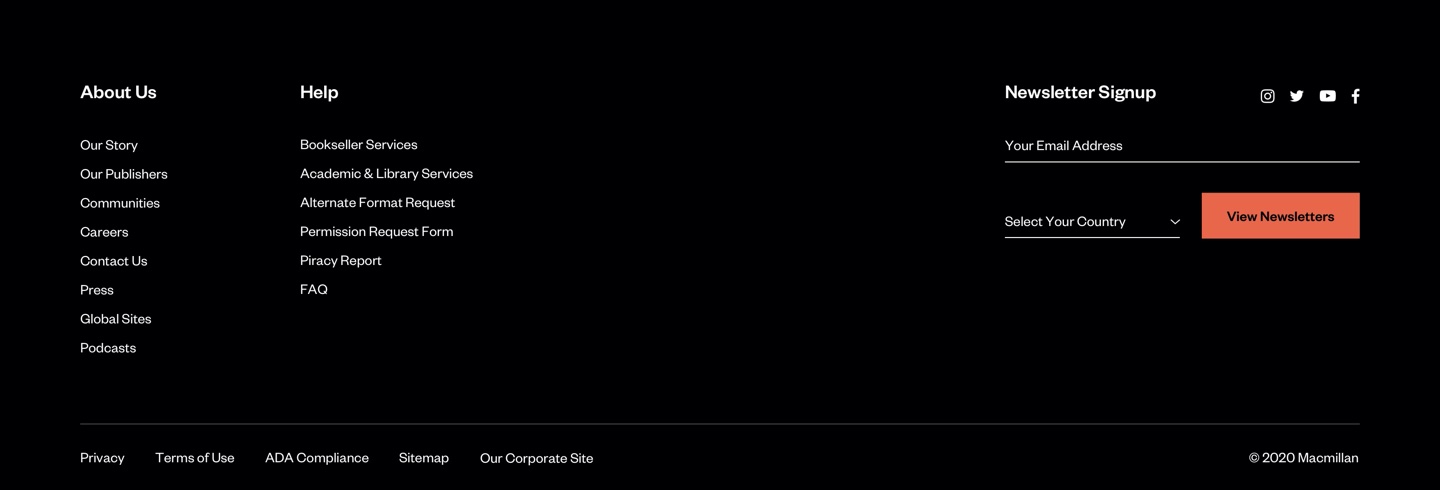 About Us
Our Story
Our Publishers
Communities
Careers
Contact Us
Press
Global Sites
Podcasts
Help
Bookseller Services
Academic & Library Services
Alternate Format Request
Permission Request Form
Piracy Report
FAQ
Newsletter Signup
Your Email Address
Select Your Country
View Newsletters
Privacy
Terms of Use
ADA Compliance
Sitemap
Our Corporate Site
© 2020 Macmillan